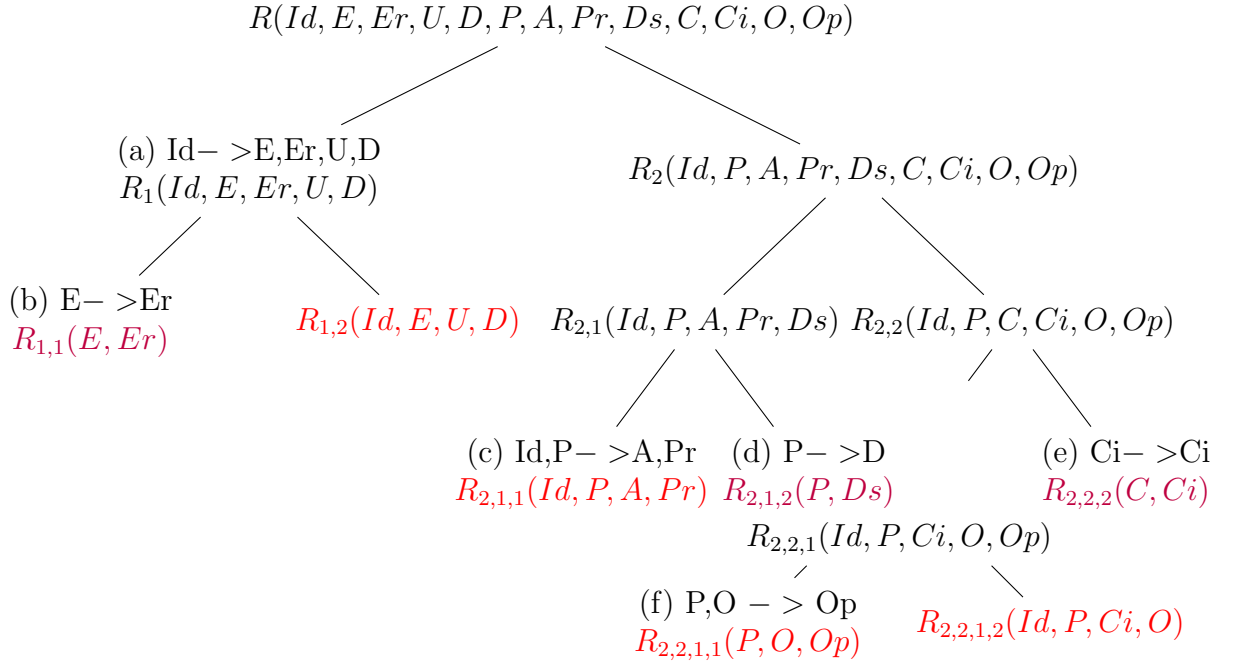 R(Id, E, Er, U, D, P, A, Pr, Ds, C, Ci, O, Op)
(a) Id− >E,Er,U,D
R1(Id, E, Er, U, D)
R2(Id, P, A, Pr, Ds, C, Ci, O, Op)
(b) E− >Er
R1,1(E, Er)
R1,2(Id, E, U, D)
R2,1(Id, P, A, Pr, Ds)
R2,2(Id, P, C, Ci, O, Op)
(c) Id,P− >A,Pr
R2,1,1(Id, P, A, Pr)
(d) P− >D
R2,1,2(P, Ds)
(e) Ci− >Ci
R2,2,2(C, Ci)
R2,2,1(Id, P, Ci, O, Op)
(f) P,O − > Op
R2,2,1,1(P, O, Op)
R2,2,1,2(Id, P, Ci, O)